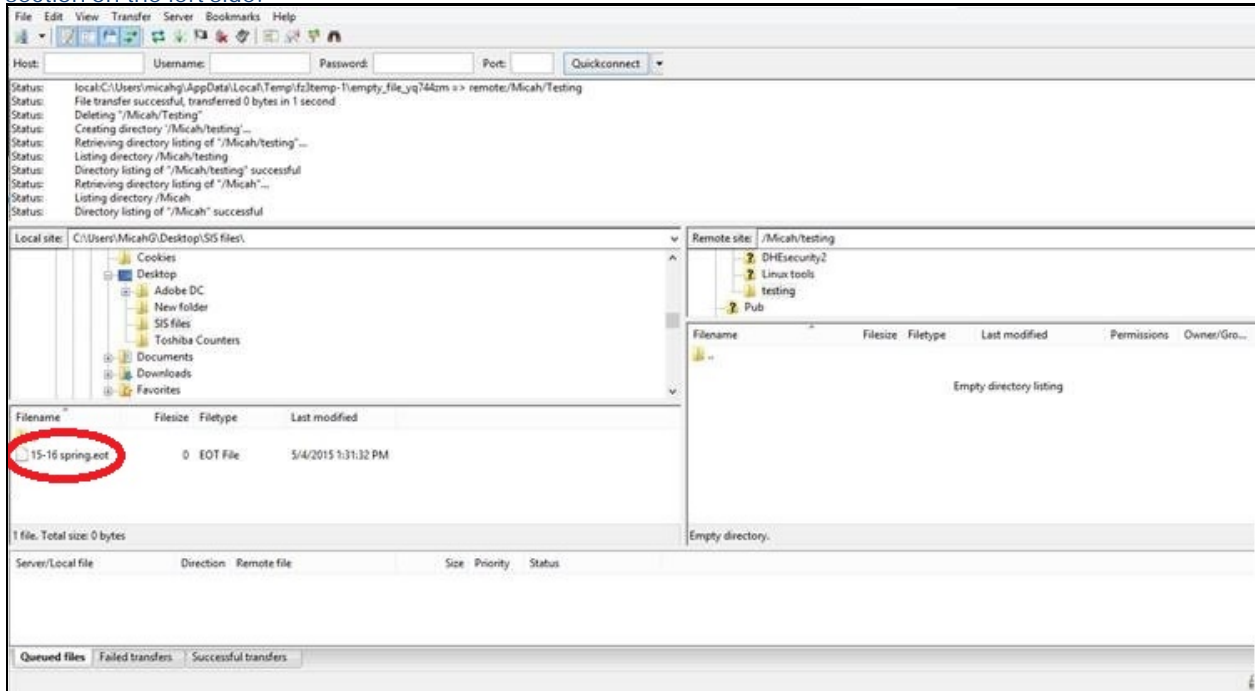 section on the left side.
File Edit View Transfer Server Bookmarks Help
Host: Username: Password: Port: Quickconnect
Status: local:C:\Users\micahg\AppData\Local\Temp\fz3temp-1\empty_file_yq744zm => remote:/Micah/Testing
Status: File transfer successful, transferred 0 bytes in 1 second
Status: Deleting "/Micah/Testing"
Status: Creating directory '/Micah/testing'...
Status: Retrieving directory listing of "/Micah/testing"...
Status: Listing directory /Micah/testing
Status: Directory listing of "/Micah/testing" successful
Status: Retrieving directory listing of "/Micah"...
Status: Listing directory /Micah
Status: Directory listing of "/Micah" successful
Local site: C:\Users\MicahG\Desktop\SIS files\
Cookies
Desktop
Adobe DC
New folder
SIS files
Toshiba Counters
Documents
Downloads
Favorites
Filename Filesize Filetype Last modified
15-16 spring.eot 0 EOT File 5/4/2015 1:31:32 PM
1 file. Total size: 0 bytes
Remote site: /Micah/testing
DHEsecurity2
Linux tools
testing
Pub
Filename Filesize Filetype Last modified Permissions Owner/Gro...
..
Empty directory listing
Empty directory.
Server/Local file Direction Remote file Size Priority Status
Queued files Failed transfers Successful transfers